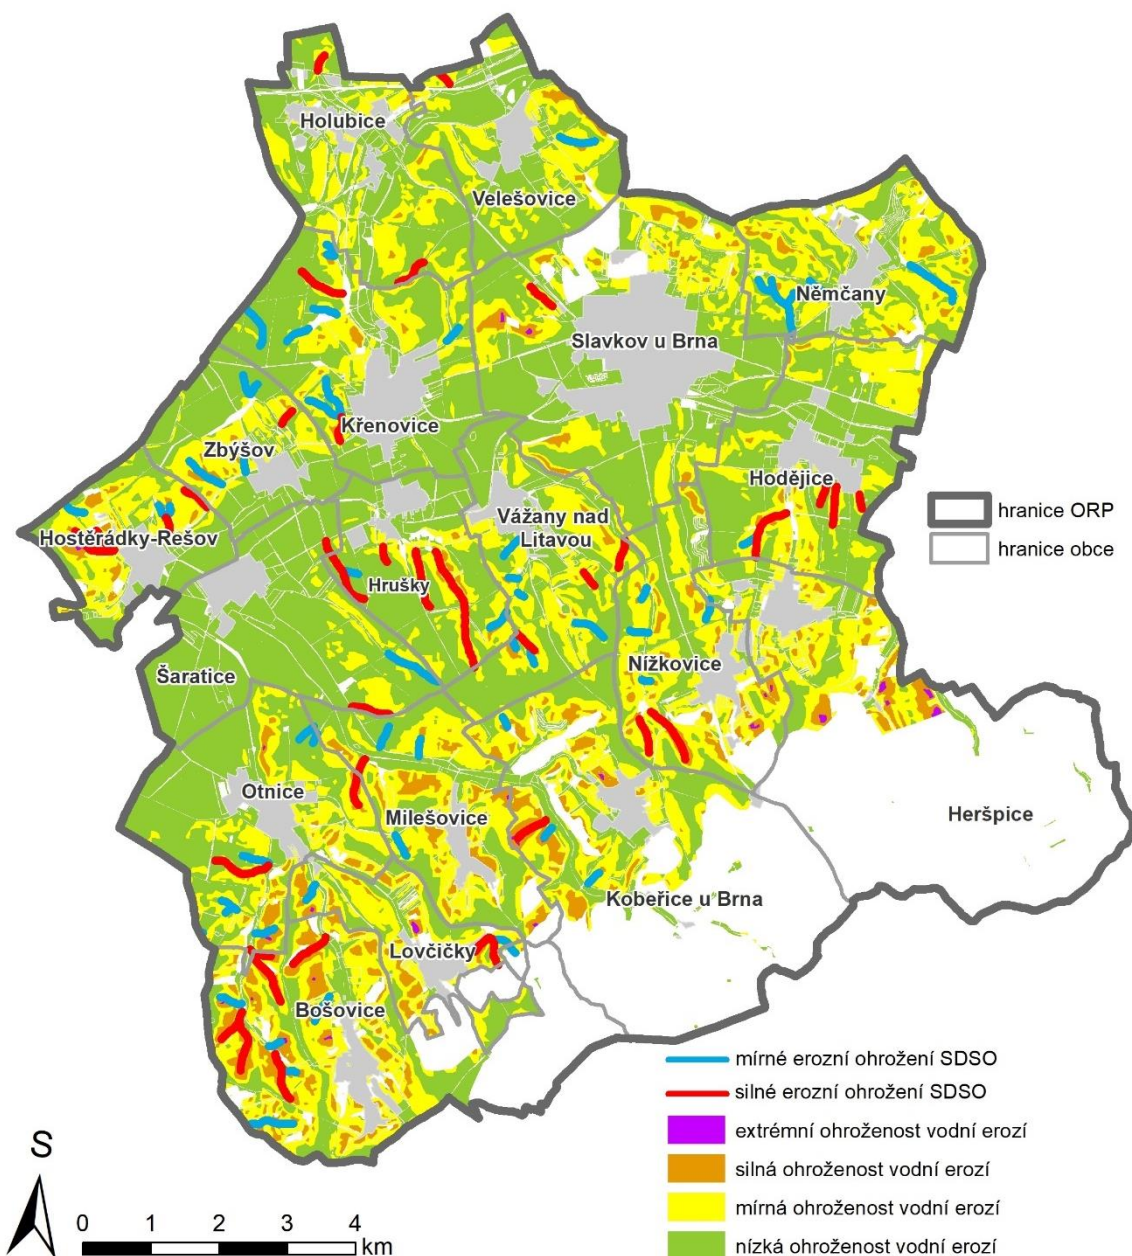 Holubice
Velešovice
Němčany
Slavkov u Brna
Křenovice
Zbýšov
Hodějice
hranice ORP
Vážany nad
Litavou
Hostěrádky-Rešov
hranice obce
Hrušky
Nížkovice
Šaratice
Otnice
Milešovice
Heršpice
Kobeřice u Brna
Lovčičky
Bošovice
mírné erozní ohrožení SDSO
silné erozní ohrožení SDSO
extrémní ohroženost vodní erozí
silná ohroženost vodní erozí
mírná ohroženost vodní erozí
nízká ohroženost vodní erozí
S
0 1 2 3 4
km